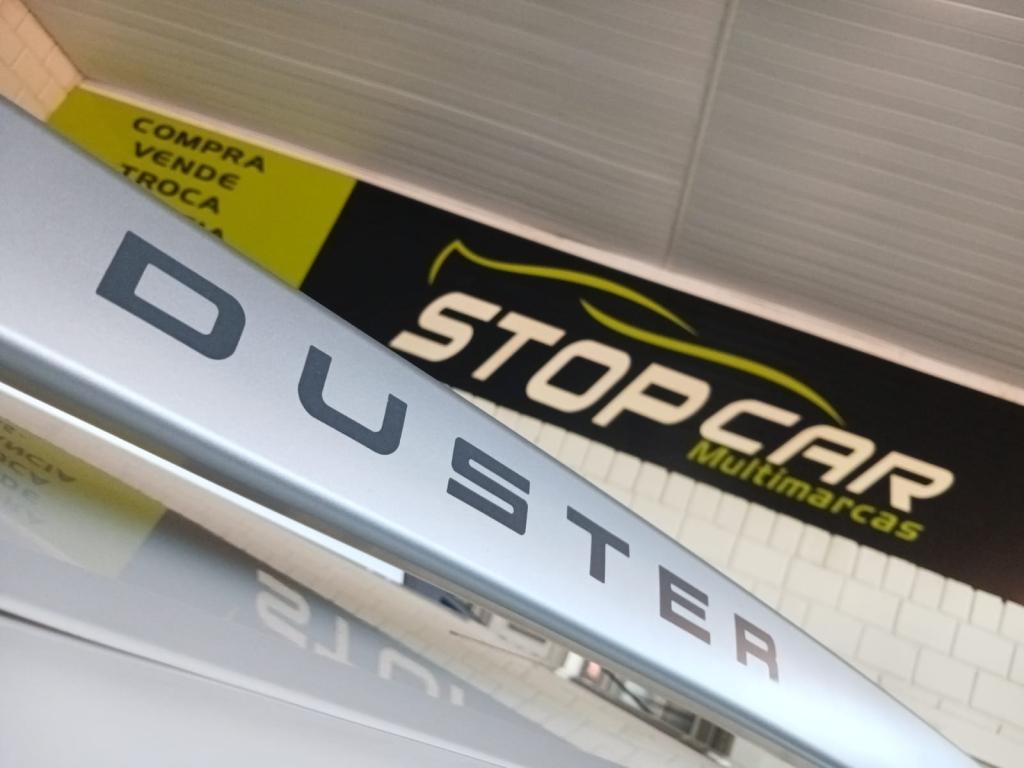 COMPRA
VENDE
TROCA
STOPCAR
Multimarcas
DUSTER